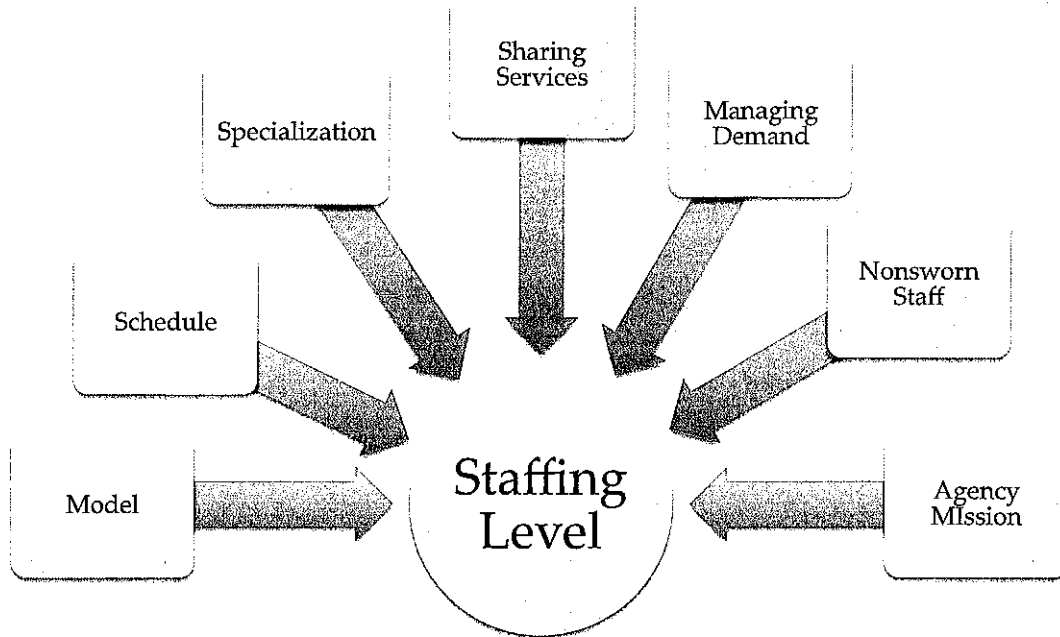 Sharing
Services
Specialization
Managing
Demand
Schedule
Nonsworn
Staff
Model
Staffing
Level
Agency
MIssion